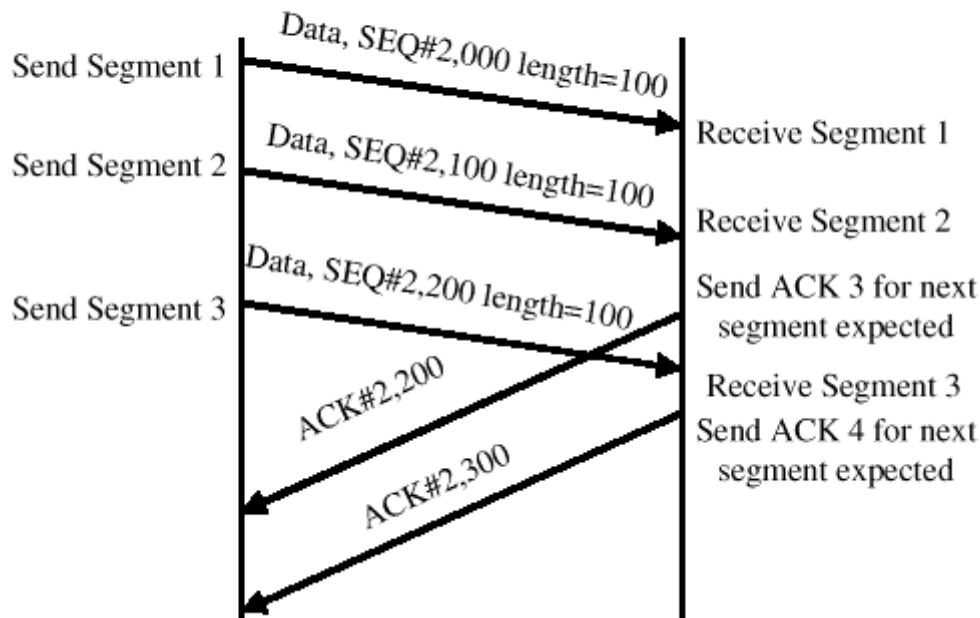 Data, SEQ#2,000 length=100
Send Segment 1
Receive Segment 1
Data, SEQ#2,100 length=100
Send Segment 2
Receive Segment 2
Data, SEQ#2,200 length=100
Send Segment 3
Send ACK 3 for next
segment expected
ACK#2,200
Receive Segment 3
Send ACK 4 for next
segment expected
ACK#2,300